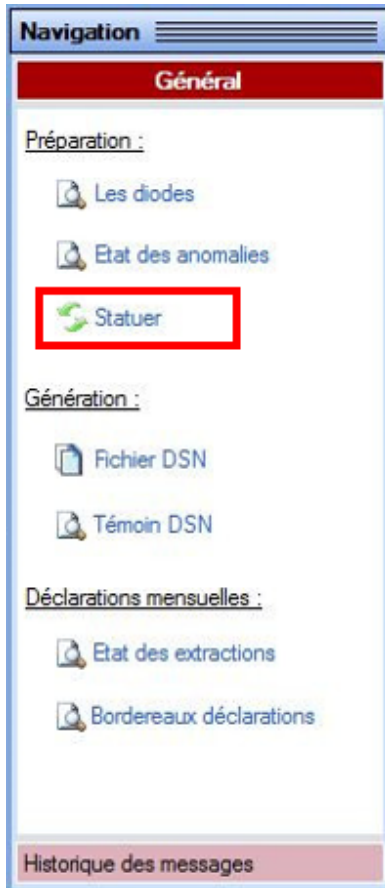 Navigation
Général
Préparation :
Les diodes
Etat des anomalies
Statuer
Génération :
Fichier DSN
Témoin DSN
Déclarations mensuelles :
Etat des extractions
Bordereaux déclarations
Historique des messages